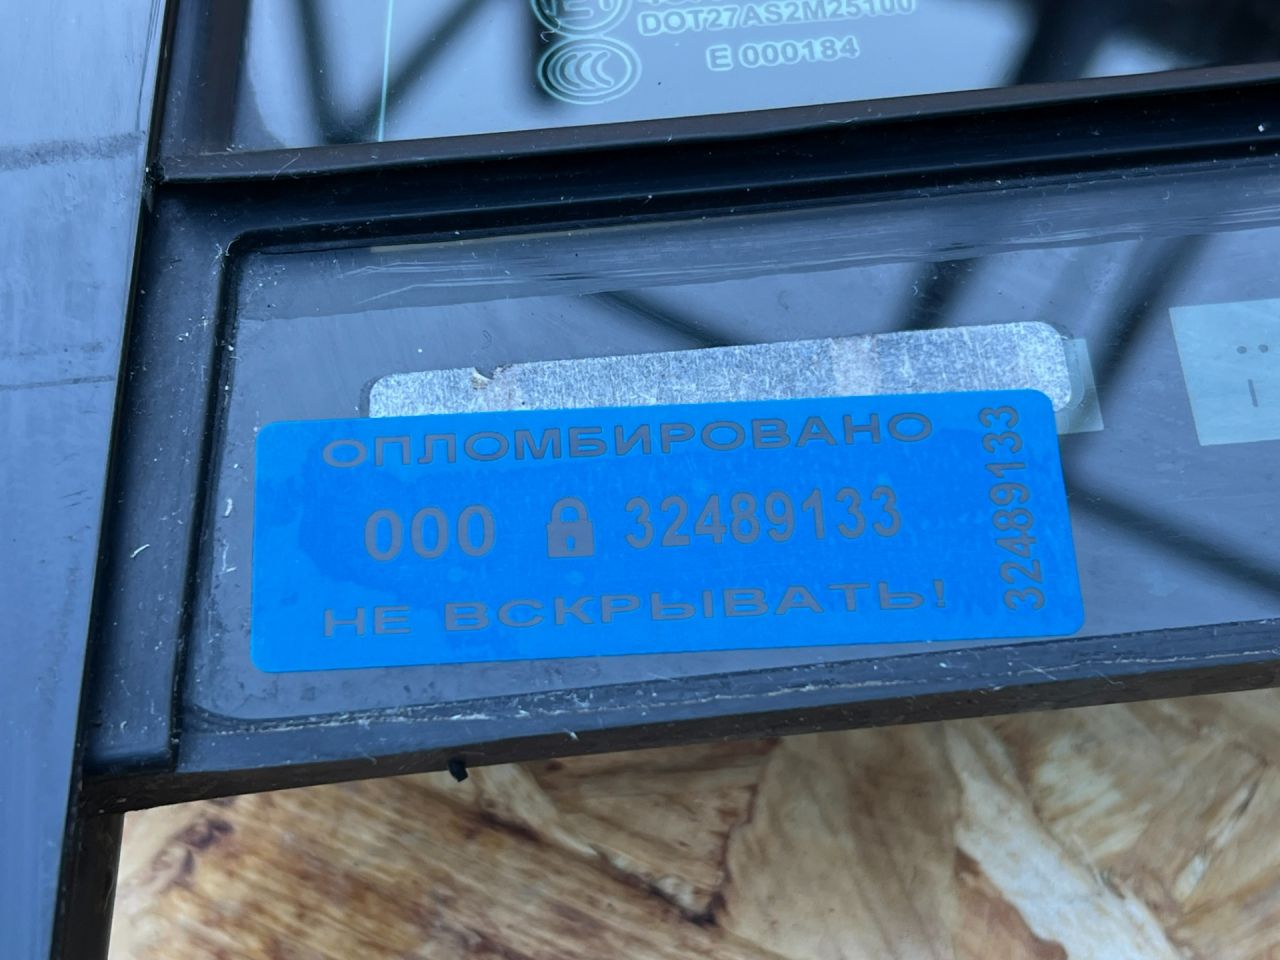 DOT27AS2M25100
E 000184
ОПЛОМБИРОВАНО
000 32489133
НЕ ВСКРЫВАТЬ!
32489133